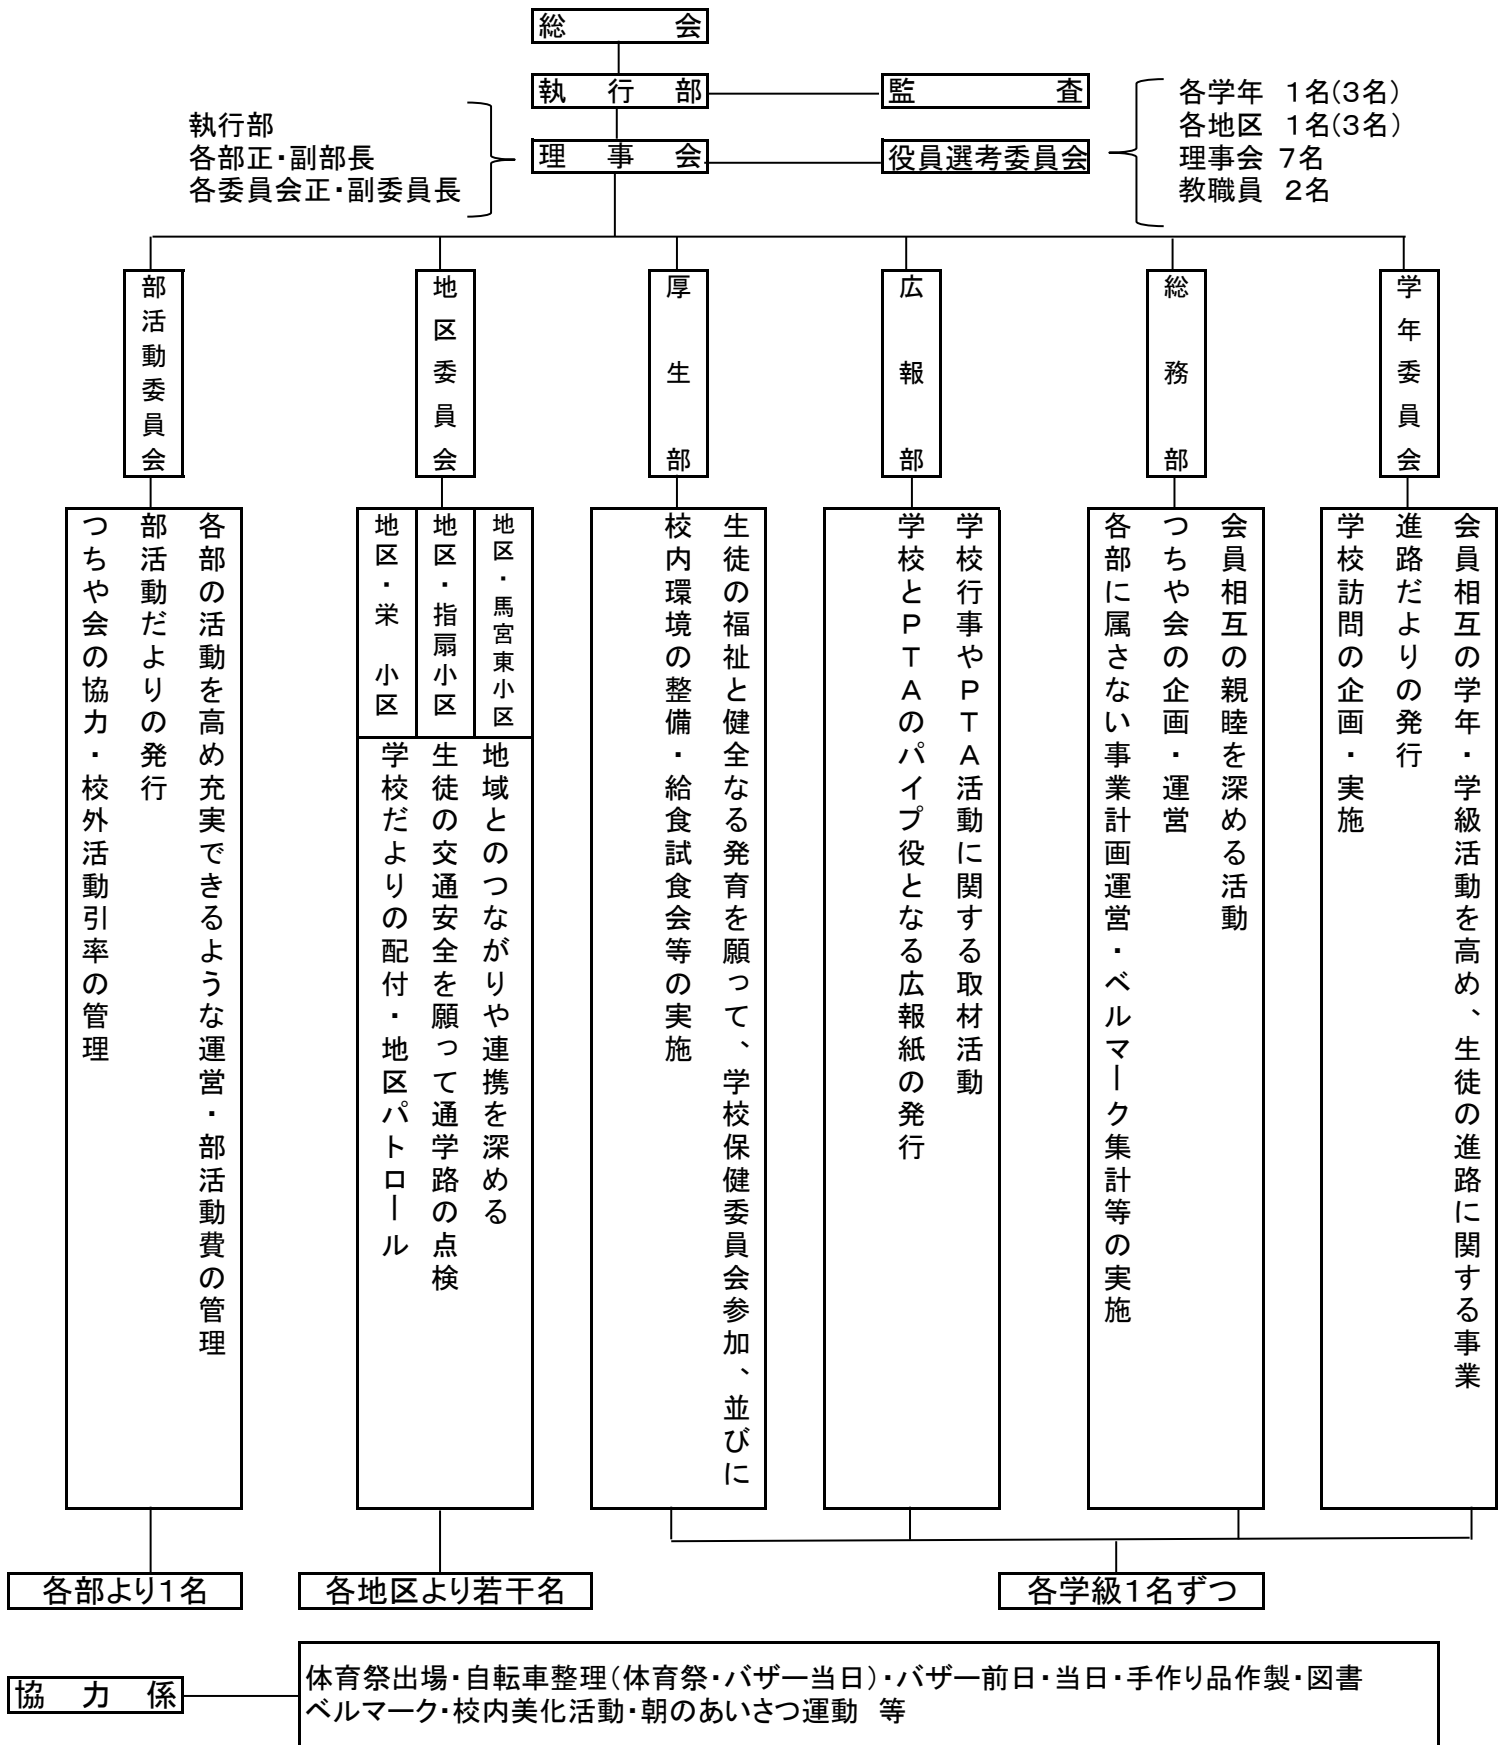 総　　　会
執　行　部
監　　　査
理　事　会
役員選考委員会
執行部
各部正・副部長
各委員会正・副委員長
各学年　1名(3名)
各地区　1名(3名)
理事会 7名
教職員　2名
学年委員会
総務部
広報部
厚生部
地区委員会
部活動委員会
会員相互の学年・学級活動を高め、生徒の進路に関する事業
進路だよりの発行
学校訪問の企画・実施
会員相互の親睦を深める活動
つちや会の企画・運営
各部に属さない事業計画運営・ベルマーク集計等の実施
学校行事やPTA活動に関する取材活動
学校とPTAのパイプ役となる広報紙の発行
生徒の福祉と健全なる発育を願って、学校保健委員会参加、並びに
校内環境の整備・給食試食会等の実施
地区・馬宮東小区
地区・指扇小区
地区・栄　小区
地域とのつながりや連携を深める
生徒の交通安全を願って通学路の点検
学校だよりの配付・地区パトロール
各部の活動を高め充実できるような運営・部活動費の管理
部活動だよりの発行
つちや会の協力・校外活動引率の管理
各部より1名
各地区より若干名
各学級1名ずつ
協　力　係
体育祭出場・自転車整理(体育祭・バザー当日)・バザー前日・当日・手作り品作製・図書
ベルマーク・校内美化活動・朝のあいさつ運動　等